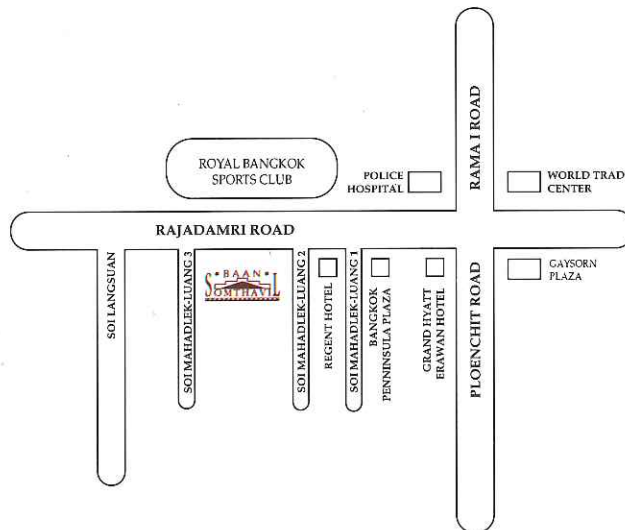 RAMA I ROAD
ROYAL BANGKOK
SPORTS CLUB
POLICE
HOSPITAL
WORLD TRAD
CENTER
RAJADAMRI ROAD
SOI LANGSUAN
SOI MAHADLEK-LUANG 3
BAAN
SOMTHAVIL
SOI MAHADLEK-LUANG 2
REGENT HOTEL
SOI MAHADLEK-LUANG 1
BANGKOK
PENNINSULA PLAZA
GRAND HYATT
ERAWAN HOTEL
PLOENCHIT ROAD
GAYSORN
PLAZA